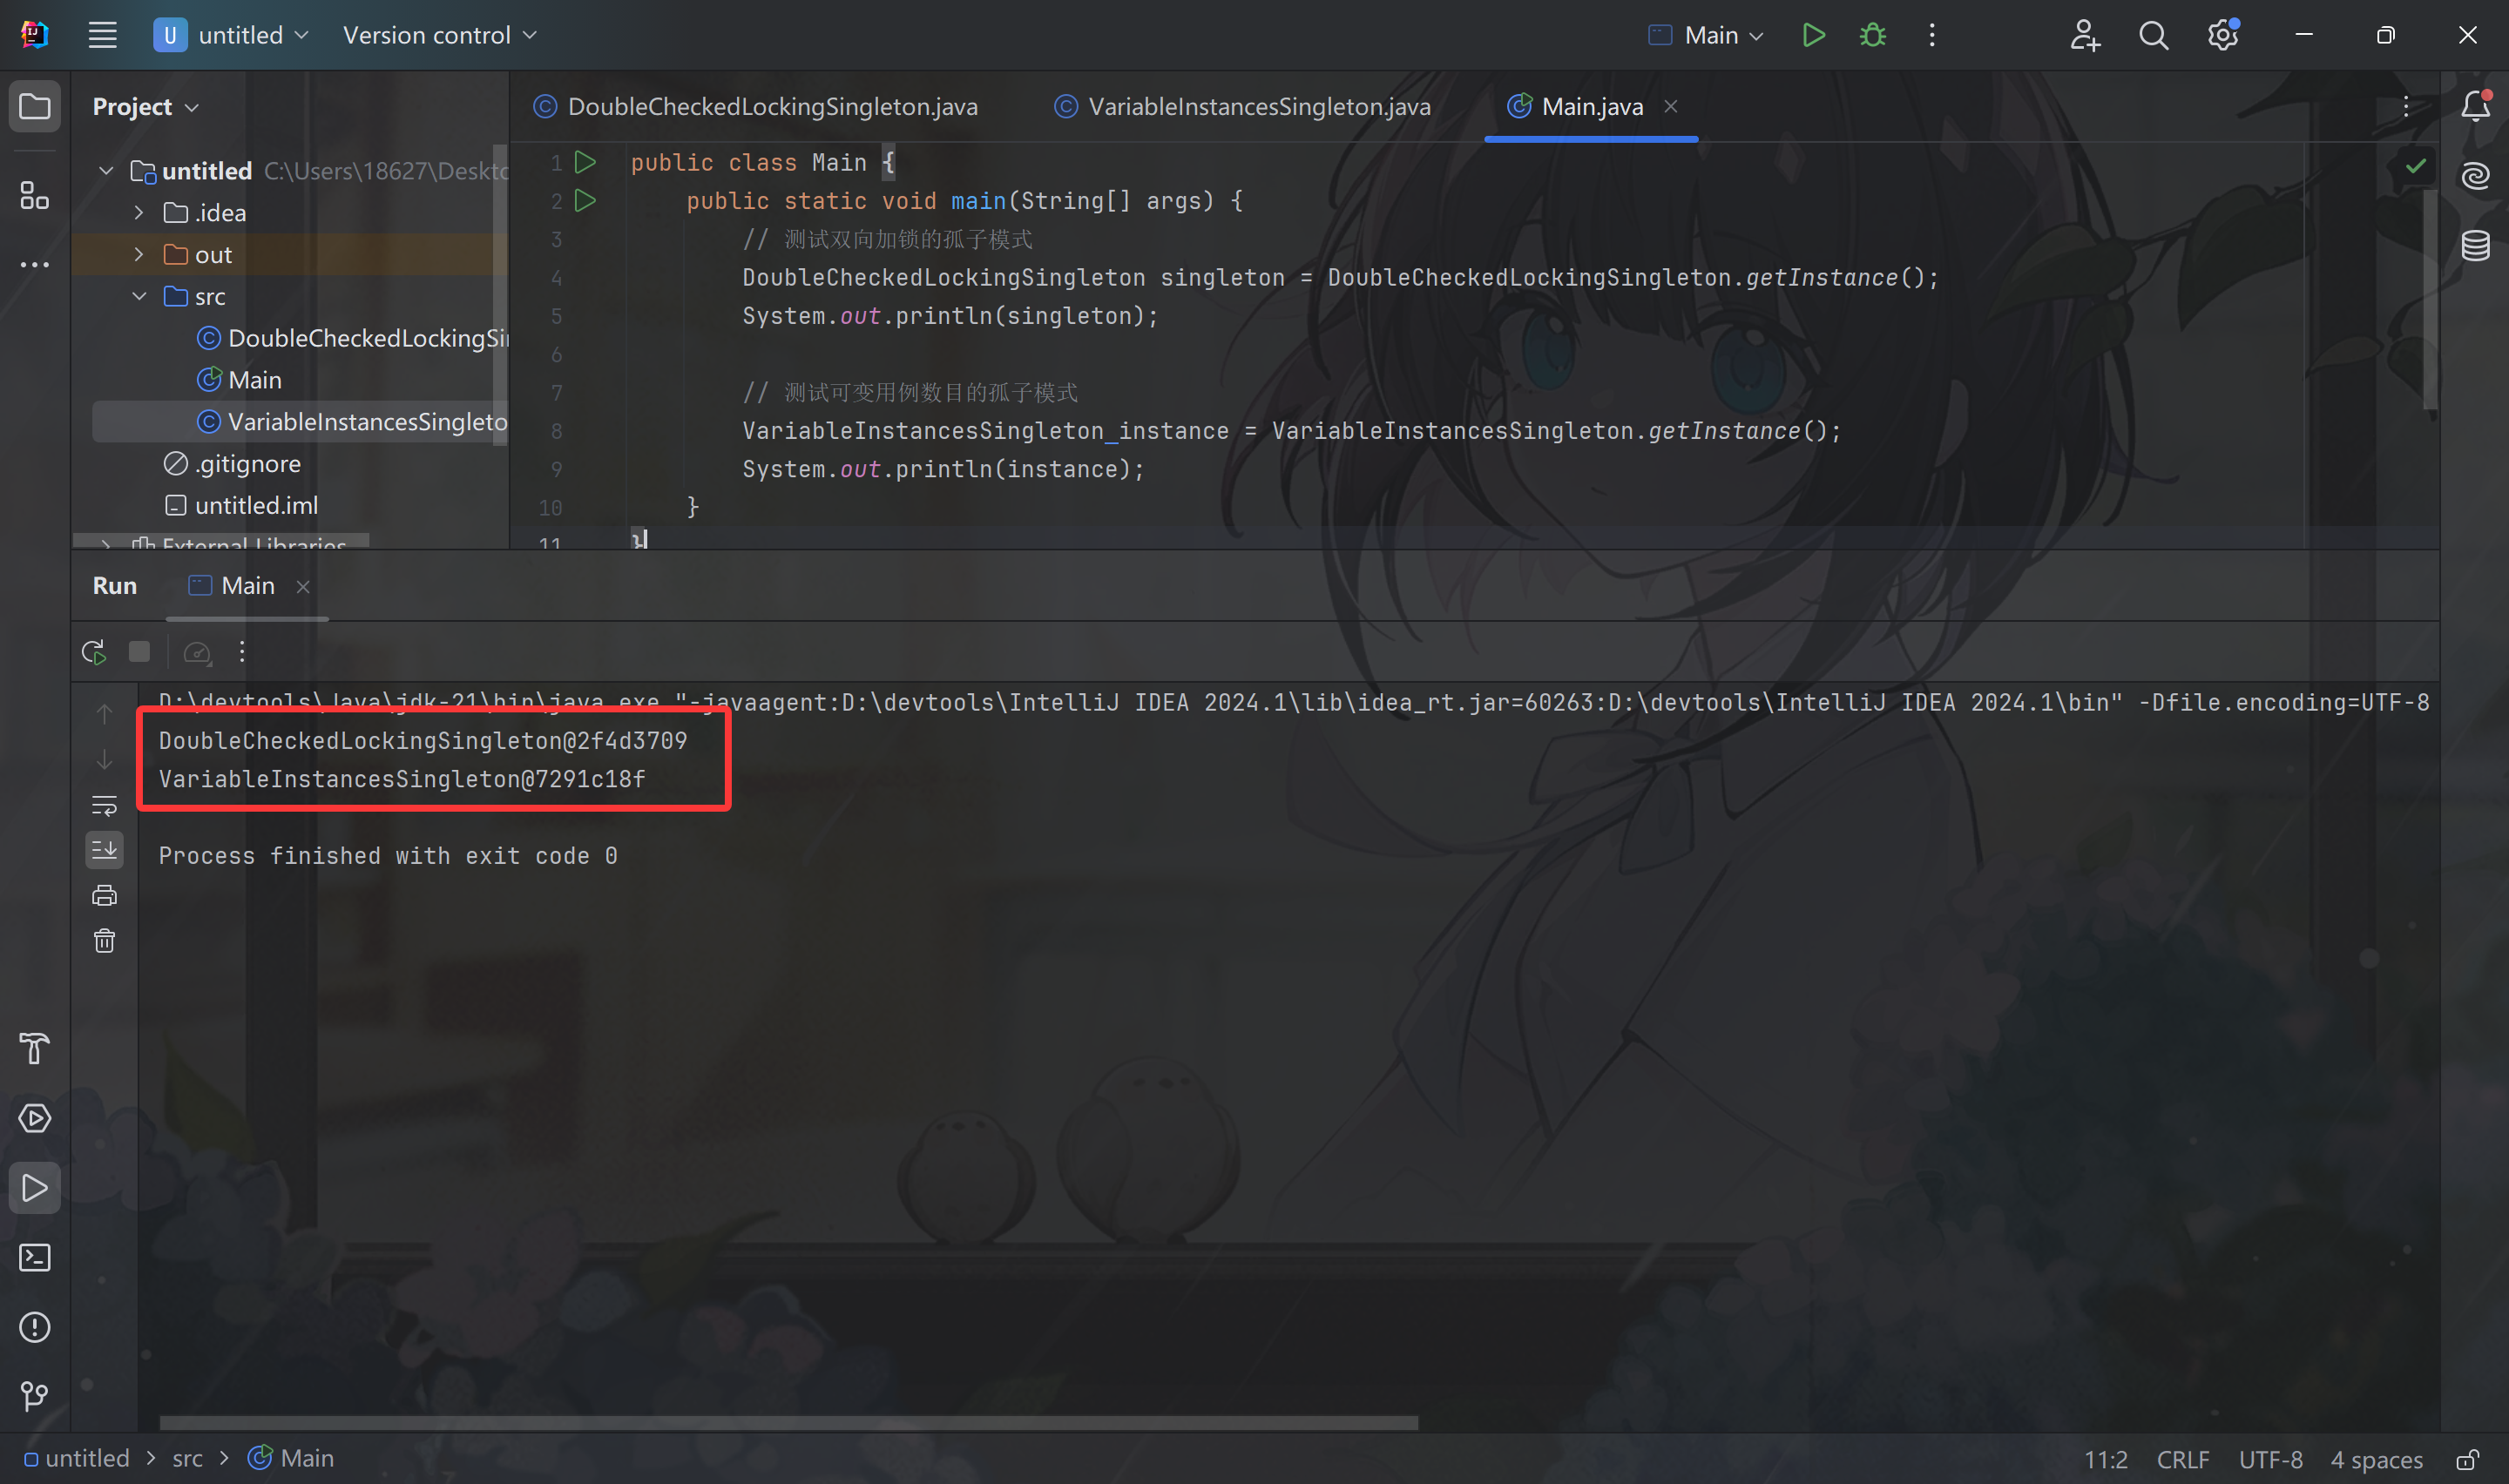 U untitled Version control Main
Project
DoubleCheckedLockingSingleton.java VariableInstancesSingleton.java Main.java
untitled C:\Users\18627\Deskto
.idea
out
src
DoubleCheckedLockingSi
Main
VariableInstancesSingleto
.gitignore
untitled.iml
External Libraries
1 public class Main {
2 public static void main(String[] args) {
3 // 测试双向加锁的孤子模式
4 DoubleCheckedLockingSingleton singleton = DoubleCheckedLockingSingleton.getInstance();
5 System.out.println(singleton);
6
7 // 测试可变用例数目的孤子模式
8 VariableInstancesSingleton instance = VariableInstancesSingleton.getInstance();
9 System.out.println(instance);
10 }
11 }
Run Main
D:\devtools\Java\jdk-21\bin\java.exe "-javaagent:D:\devtools\IntelliJ IDEA 2024.1\lib\idea_rt.jar=60263:D:\devtools\IntelliJ IDEA 2024.1\bin" -Dfile.encoding=UTF-8
DoubleCheckedLockingSingleton@2f4d3709
VariableInstancesSingleton@7291c18f
Process finished with exit code 0
untitled > src > Main 11:2 CRLF UTF-8 4 spaces